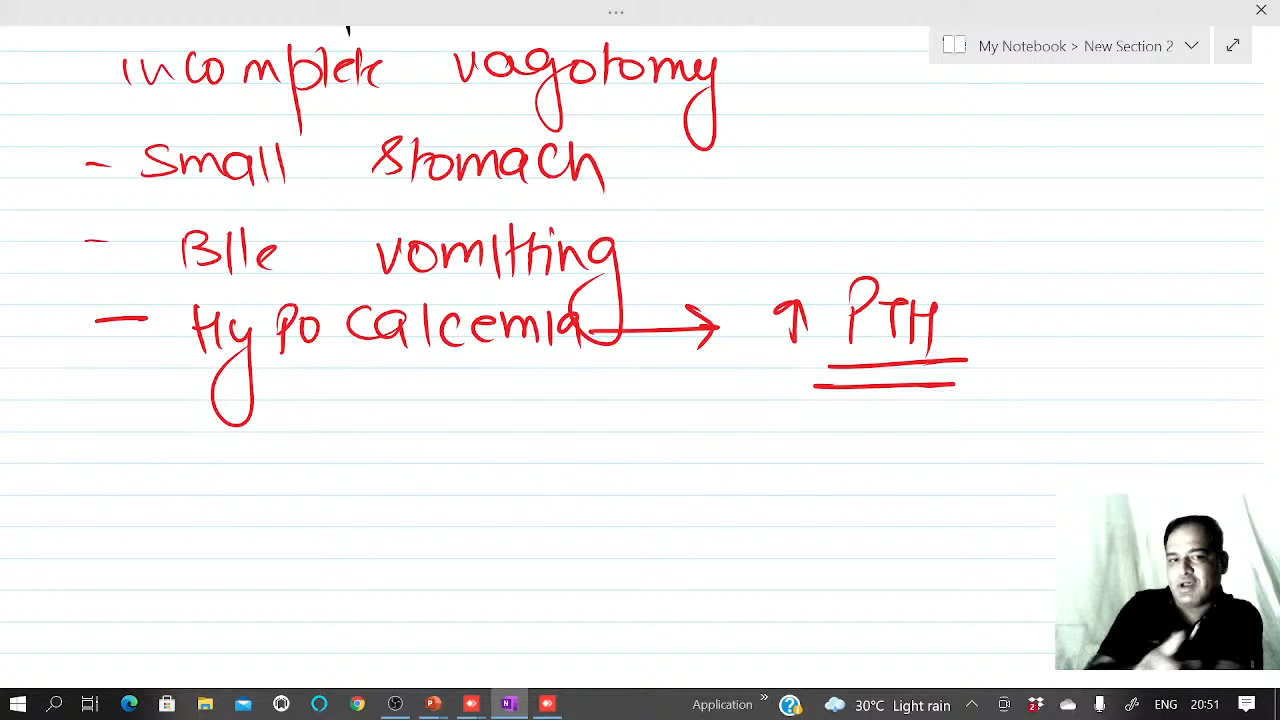 My Notebook > New Section 2
incomplete vagotomy
- Small Stomach
- Bile vomitting
- Hypocalcemia → ↑ PTH
Application
30°C Light rain
ENG
20:51